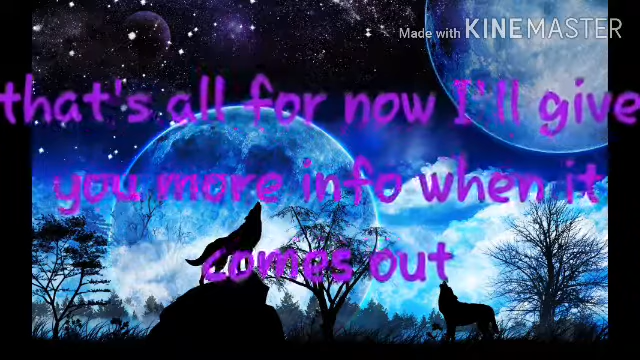 Made with KINEMASTER
that's all for now I'll give
you more info when it
comes out